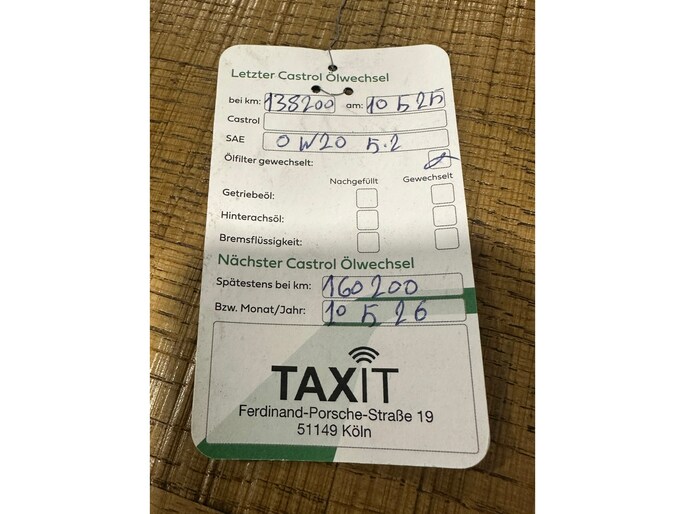 Letzter Castrol Ölwechsel
bei km: 138200 am: 10 5 25
Castrol
SAE 0 W20 5.2
Ölfilter gewechselt:
Nachgefüllt Gewechselt
Getriebeöl:
Hinterachsöl:
Bremsflüssigkeit:
Nächster Castrol Ölwechsel
Spätestens bei km: 160200
Bzw. Monat/Jahr: 10 5 26
TAXIT
Ferdinand-Porsche-Straße 19
51149 Köln